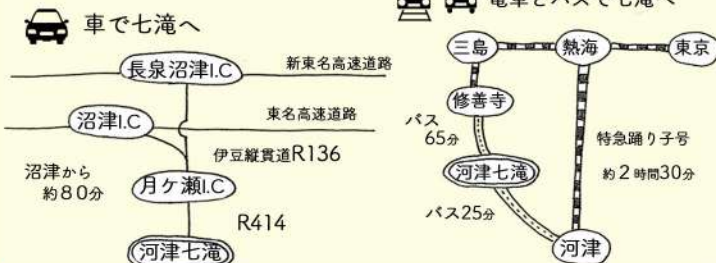 車で七滝へ
長泉沼津I.C
新東名高速道路
沼津I.C
東名高速道路
伊豆縦貫道R136
沼津から
約80分
月ケ瀬I.C
R414
河津七滝
電車とバスで七滝へ
三島
熱海
東京
修善寺
バス
65分
特急踊り子号
約2時間30分
河津七滝
バス25分
河津